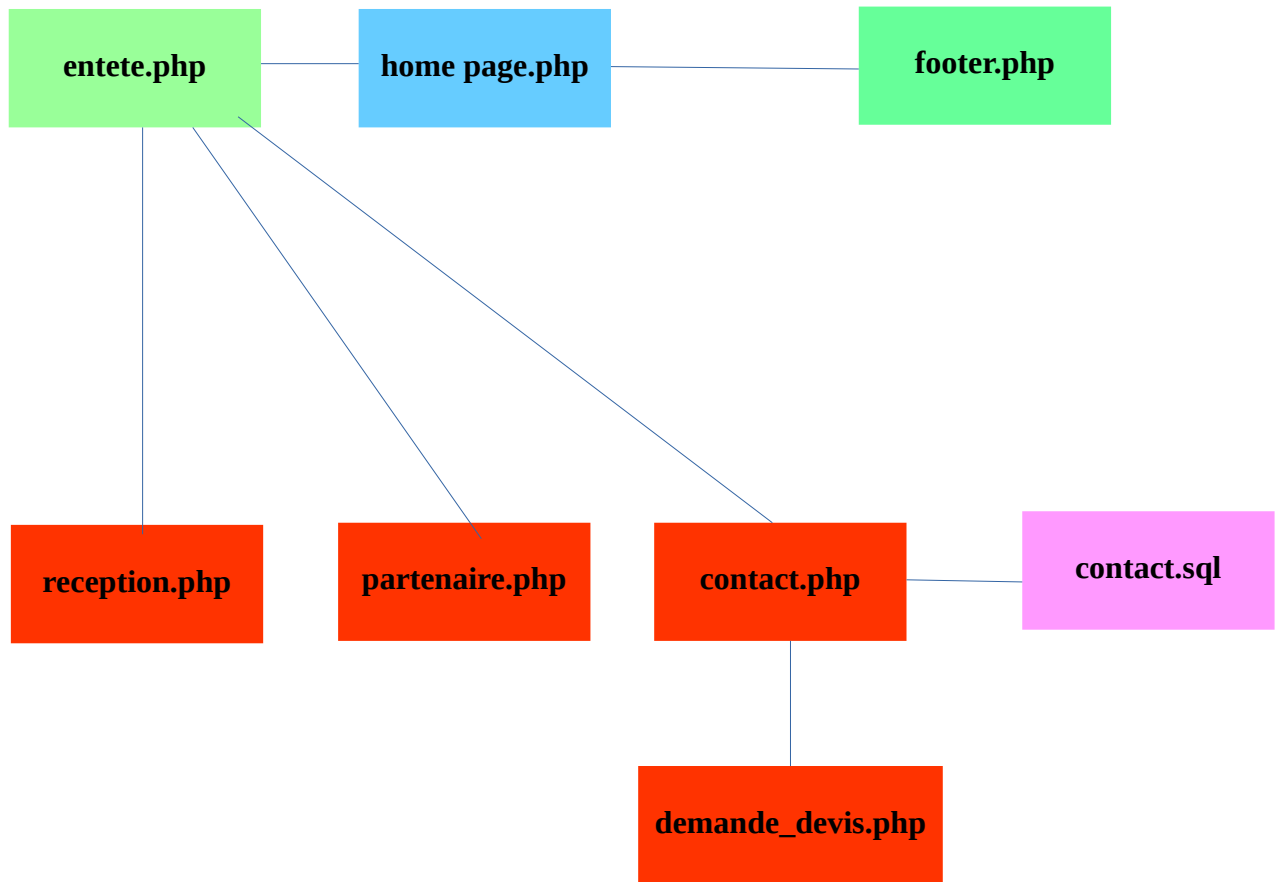 entete.php
home page.php
footer.php
reception.php
partenaire.php
contact.php
contact.sql
demande_devis.php